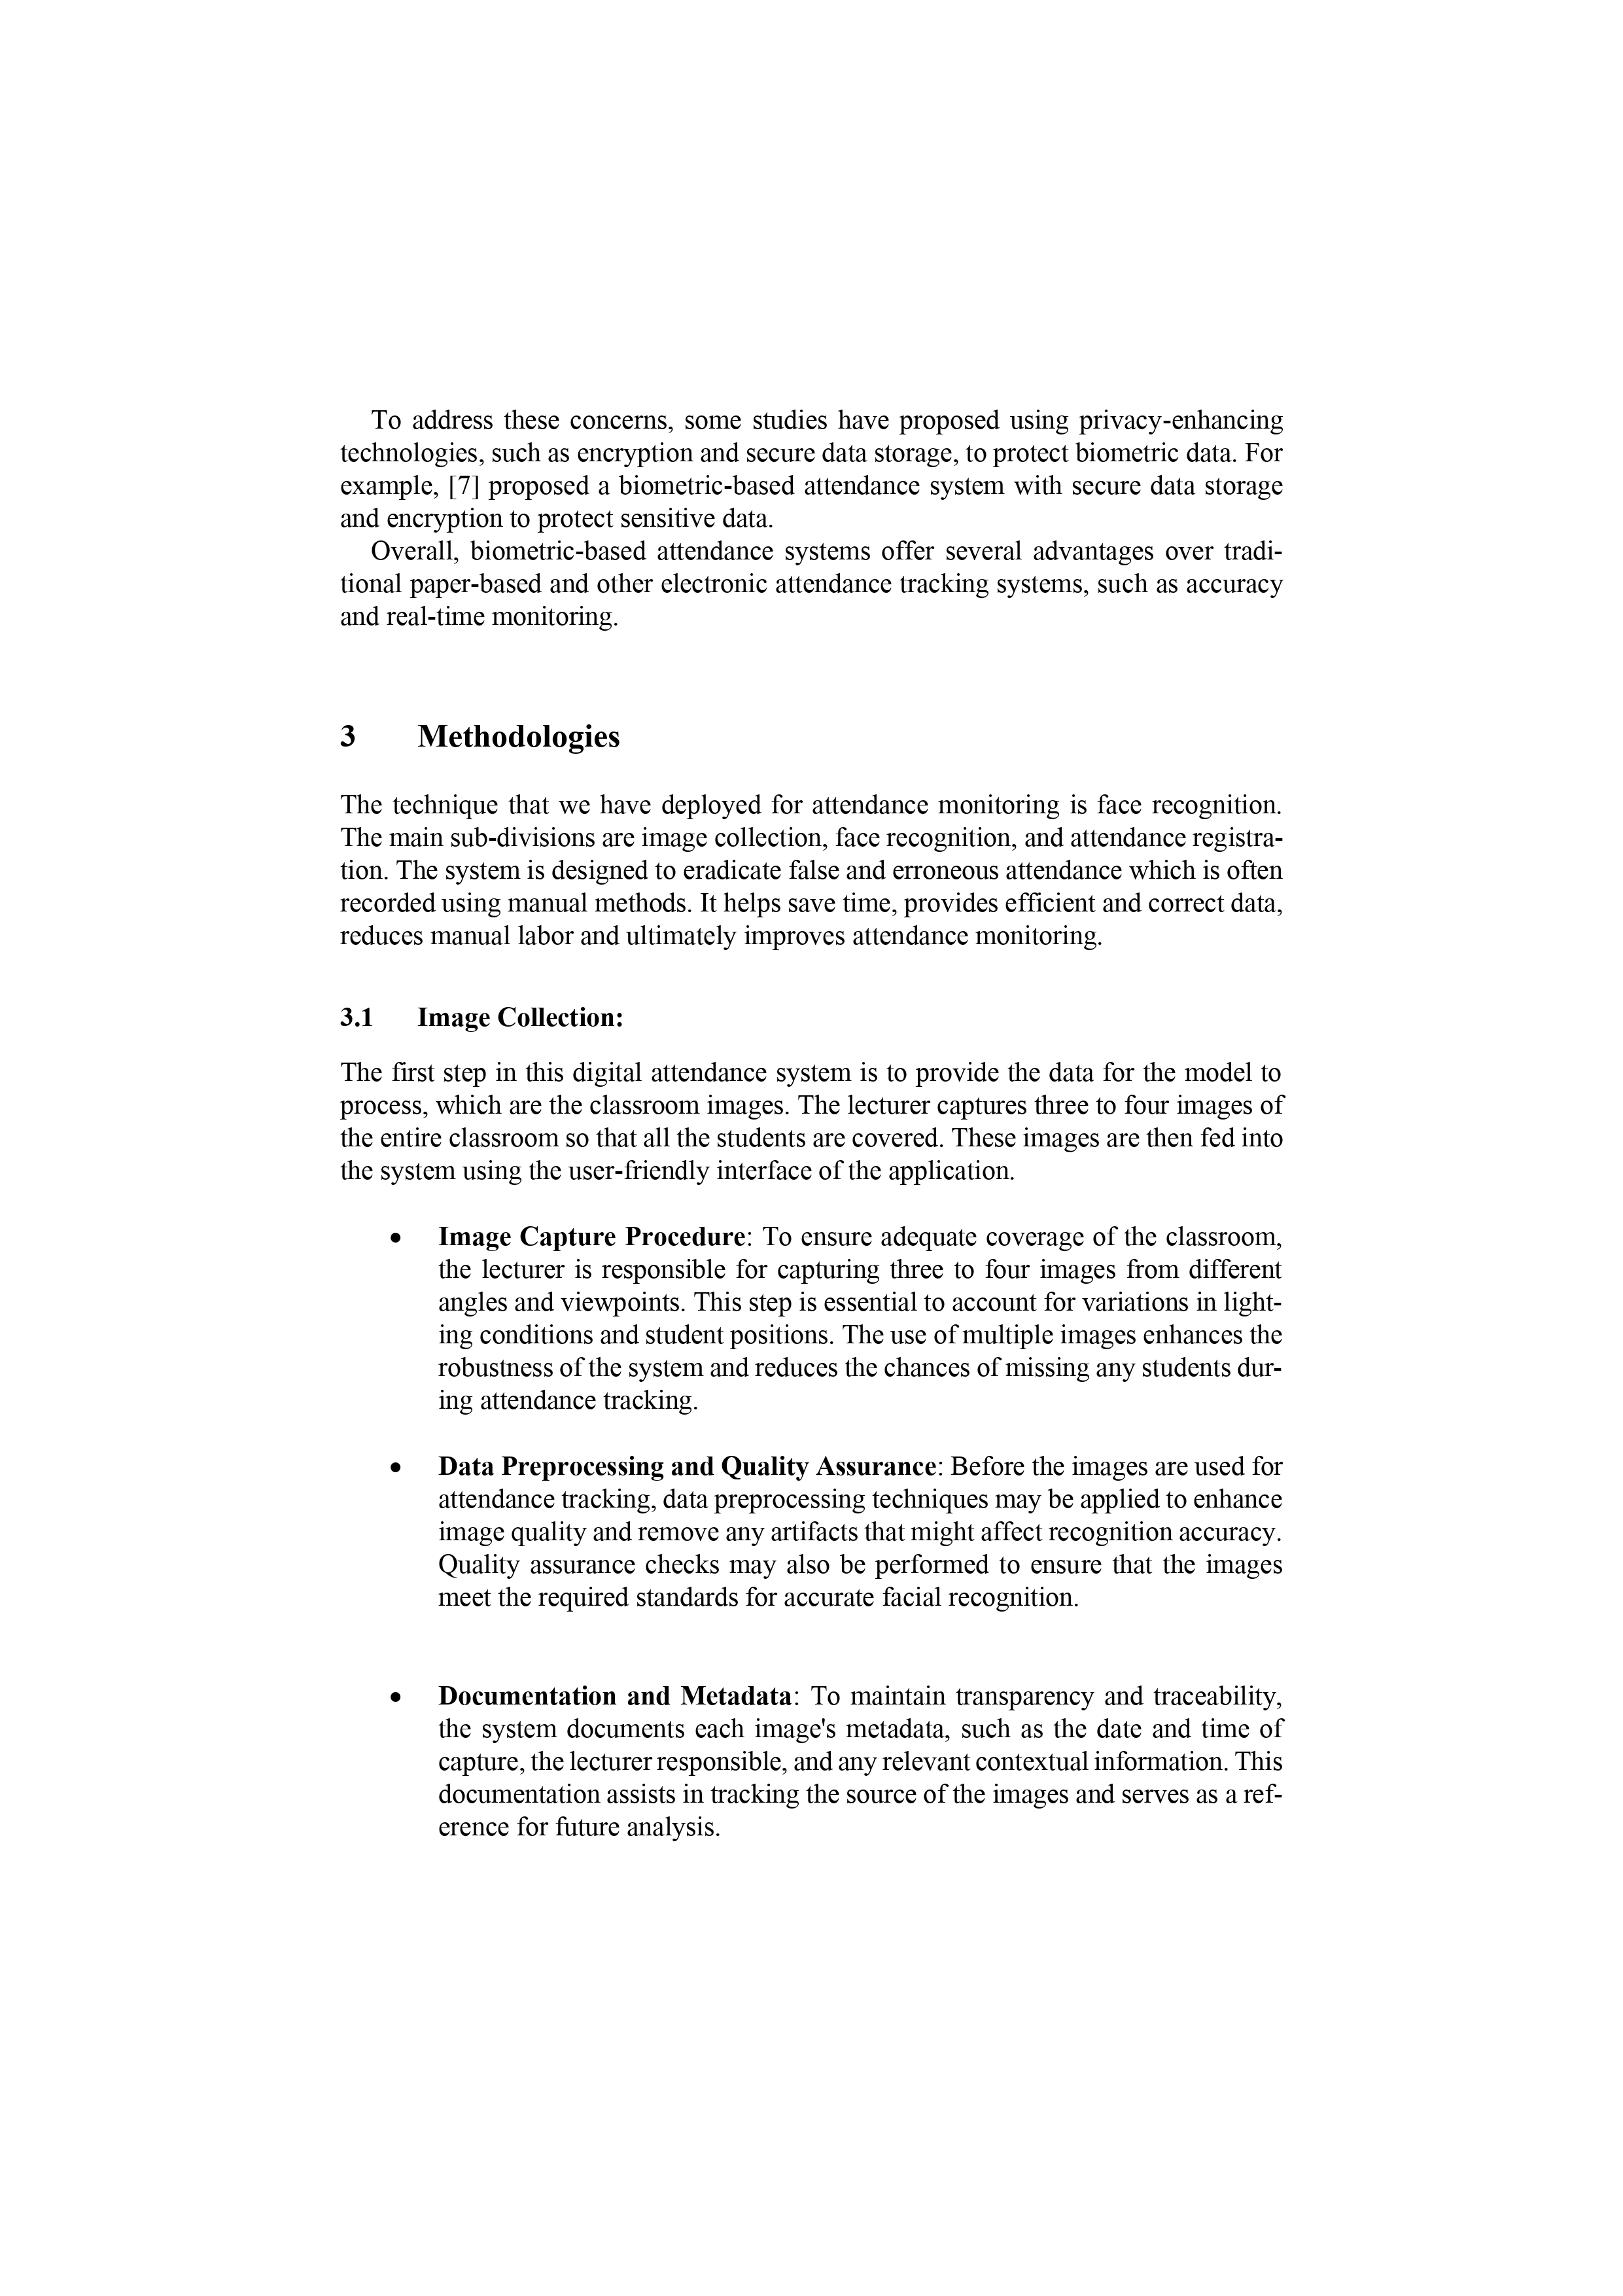 To address these concerns, some studies have proposed using privacy-enhancing
technologies, such as encryption and secure data storage, to protect biometric data. For
example, [7] proposed a biometric-based attendance system with secure data storage
and encryption to protect sensitive data.
Overall, biometric-based attendance systems offer several advantages over tradi-
tional paper-based and other electronic attendance tracking systems, such as accuracy
and real-time monitoring.
3 Methodologies
The technique that we have deployed for attendance monitoring is face recognition.
The main sub-divisions are image collection, face recognition, and attendance registra-
tion. The system is designed to eradicate false and erroneous attendance which is often
recorded using manual methods. It helps save time, provides efficient and correct data,
reduces manual labor and ultimately improves attendance monitoring.
3.1 Image Collection:
The first step in this digital attendance system is to provide the data for the model to
process, which are the classroom images. The lecturer captures three to four images of
the entire classroom so that all the students are covered. These images are then fed into
the system using the user-friendly interface of the application.
• Image Capture Procedure: To ensure adequate coverage of the classroom,
the lecturer is responsible for capturing three to four images from different
angles and viewpoints. This step is essential to account for variations in light-
ing conditions and student positions. The use of multiple images enhances the
robustness of the system and reduces the chances of missing any students dur-
ing attendance tracking.
• Data Preprocessing and Quality Assurance: Before the images are used for
attendance tracking, data preprocessing techniques may be applied to enhance
image quality and remove any artifacts that might affect recognition accuracy.
Quality assurance checks may also be performed to ensure that the images
meet the required standards for accurate facial recognition.
• Documentation and Metadata: To maintain transparency and traceability,
the system documents each image's metadata, such as the date and time of
capture, the lecturer responsible, and any relevant contextual information. This
documentation assists in tracking the source of the images and serves as a ref-
erence for future analysis.